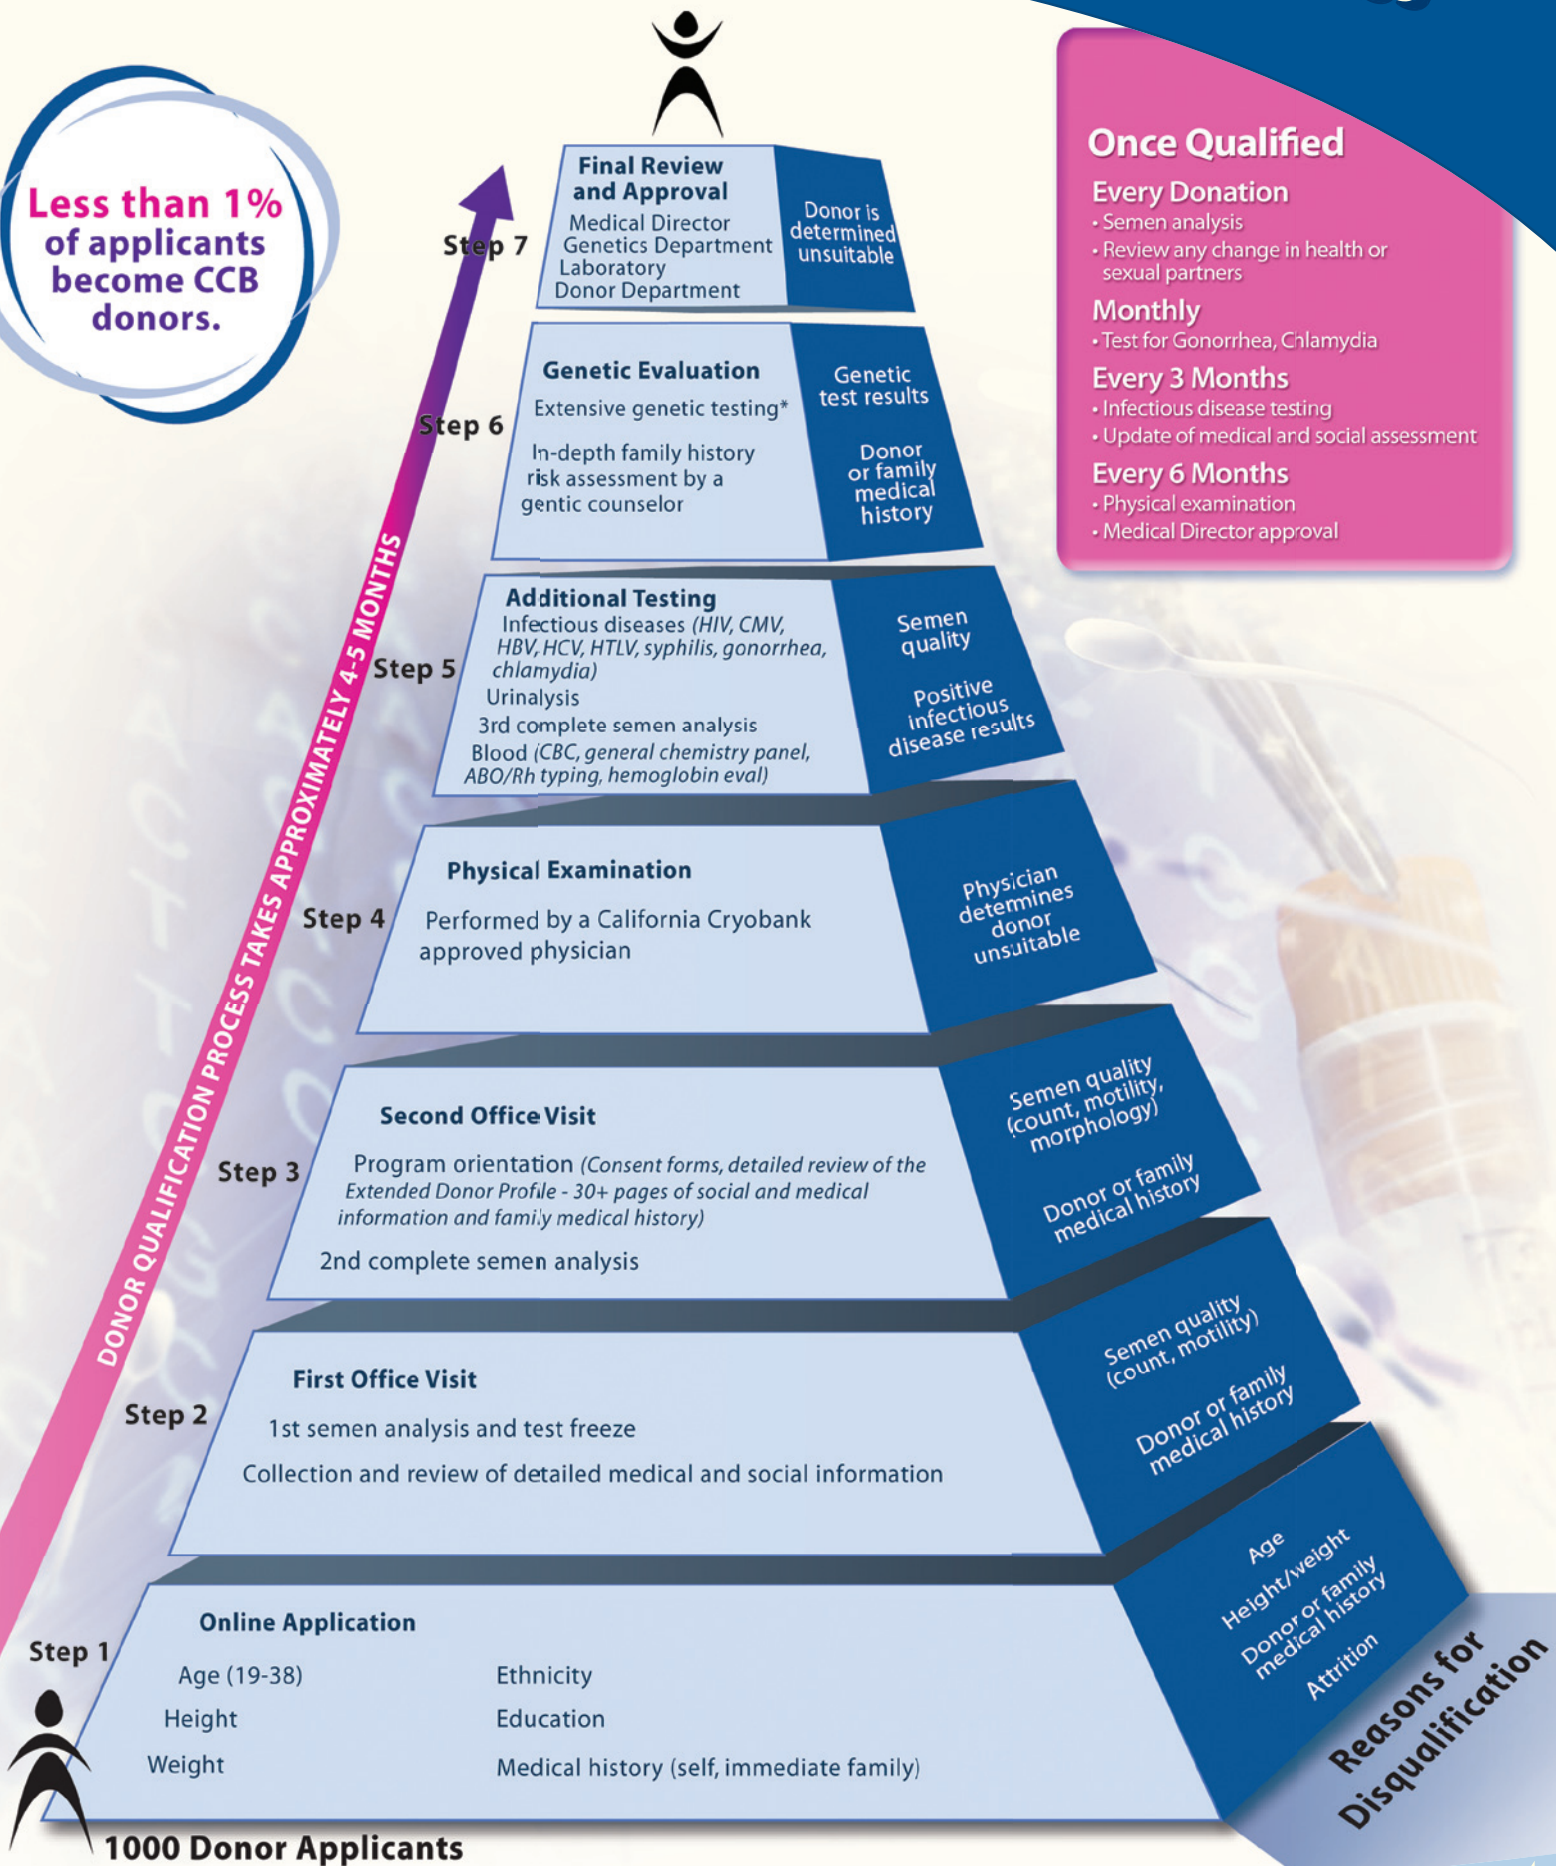 Less than 1%
of applicants
become CCB
donors.
Once Qualified
Every Donation
• Semen analysis
• Review any change in health or
sexual partners
Monthly
• Test for Gonorrhea, Chlamydia
Every 3 Months
• Infectious disease testing
• Update of medical and social assessment
Every 6 Months
• Physical examination
• Medical Director approval
DONOR QUALIFICATION PROCESS TAKES APPROXIMATELY 4-5 MONTHS
Step 7
Final Review
and Approval
Medical Director
Genetics Department
Laboratory
Donor Department
Donor is
determined
unsuitable
Step 6
Genetic Evaluation
Extensive genetic testing*
In-depth family history
risk assessment by a
gentic counselor
Genetic
test results
Donor
or family
medical
history
Step 5
Additional Testing
Infectious diseases (HIV, CMV,
HBV, HCV, HTLV, syphilis, gonorrhea,
chlamydia)
Urinalysis
3rd complete semen analysis
Blood (CBC, general chemistry panel,
ABO/Rh typing, hemoglobin eval)
Semen
quality
Positive
infectious
disease results
Step 4
Physical Examination
Performed by a California Cryobank
approved physician
Physician
determines
donor
unsuitable
Step 3
Second Office Visit
Program orientation (Consent forms, detailed review of the
Extended Donor Profile - 30+ pages of social and medical
information and family medical history)
2nd complete semen analysis
Semen quality
(count, motility,
morphology)
Donor or family
medical history
Step 2
First Office Visit
1st semen analysis and test freeze
Collection and review of detailed medical and social information
Semen quality
(count, motility)
Donor or family
medical history
Step 1
Online Application
Age (19-38)
Height
Weight
Ethnicity
Education
Medical history (self, immediate family)
Age
Height/weight
Donor or family
medical history
Attrition
Reasons for
Disqualification
1000 Donor Applicants